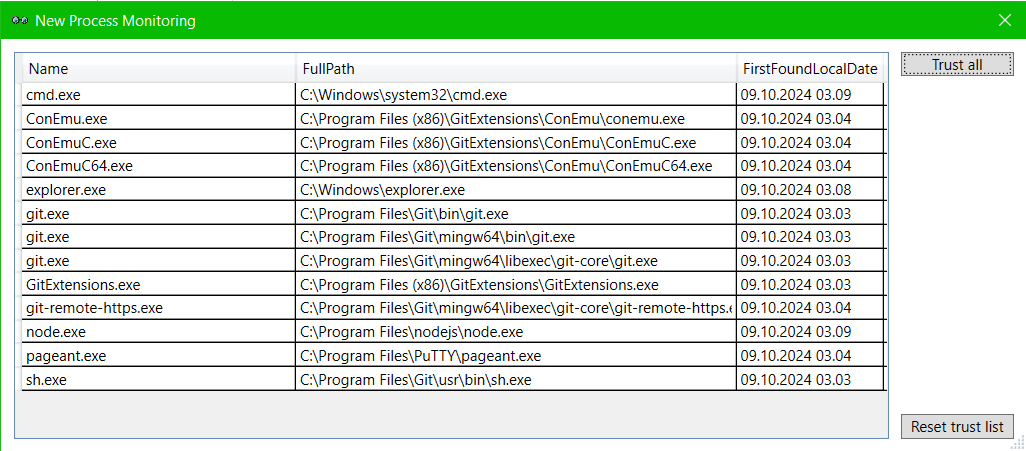 New Process Monitoring
Name FullPath FirstFoundLocalDate Trust all
cmd.exe C:\Windows\system32\cmd.exe 09.10.2024 03.09
ConEmu.exe C:\Program Files (x86)\GitExtensions\ConEmu\conemu.exe 09.10.2024 03.04
ConEmuC.exe C:\Program Files (x86)\GitExtensions\ConEmu\ConEmuC.exe 09.10.2024 03.04
ConEmuC64.exe C:\Program Files (x86)\GitExtensions\ConEmu\ConEmuC64.exe 09.10.2024 03.04
explorer.exe C:\Windows\explorer.exe 09.10.2024 03.08
git.exe C:\Program Files\Git\bin\git.exe 09.10.2024 03.03
git.exe C:\Program Files\Git\mingw64\bin\git.exe 09.10.2024 03.03
git.exe C:\Program Files\Git\mingw64\libexec\git-core\git.exe 09.10.2024 03.03
GitExtensions.exe C:\Program Files (x86)\GitExtensions\GitExtensions.exe 09.10.2024 03.03
git-remote-https.exe C:\Program Files\Git\mingw64\libexec\git-core\git-remote-https.e 09.10.2024 03.04
node.exe C:\Program Files\nodejs\node.exe 09.10.2024 03.09
pageant.exe C:\Program Files\PuTTY\pageant.exe 09.10.2024 03.04
sh.exe C:\Program Files\Git\usr\bin\sh.exe 09.10.2024 03.03
Reset trust list